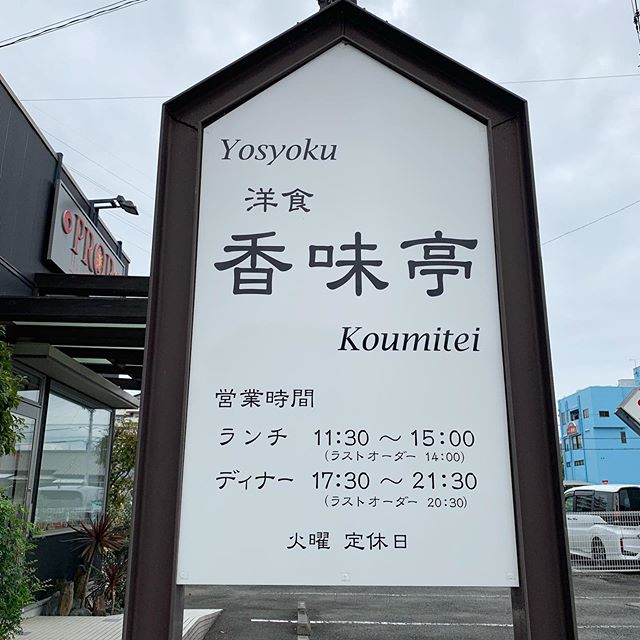 Yosyoku
洋食
香味亭
Koumitei
営業時間
ランチ 11:30 ～ 15:00
(ラストオーダー 14:00)
ディナー 17:30 ～ 21:30
(ラストオーダー 20:30)
火曜 定休日